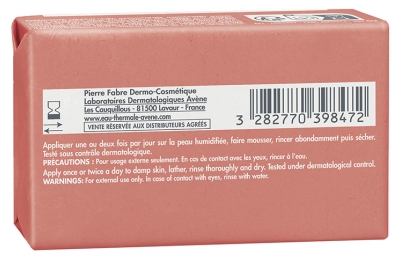 Pierre Fabre Dermo-Cosmétique
Laboratoires Dermatologiques Avène
Les Cauquillous - 81500 Lavaur - France
www.eau-thermale-avene.com
VENTE RÉSERVÉE AUX DISTRIBUTEURS AGRÉÉS
3 282770 398472
Appliquer une ou deux fois par jour sur la peau humidifiée, faire mousser, rincer abondamment puis sécher.
Testé sous contrôle dermatologique.
PRÉCAUTIONS : Pour usage externe seulement. En cas de contact avec les yeux, rincer à l'eau.
Apply once or twice a day to damp skin, lather, rinse thoroughly and dry. Tested under dermatological control.
WARNINGS: For external use only. In case of contact with eyes, rinse with water.